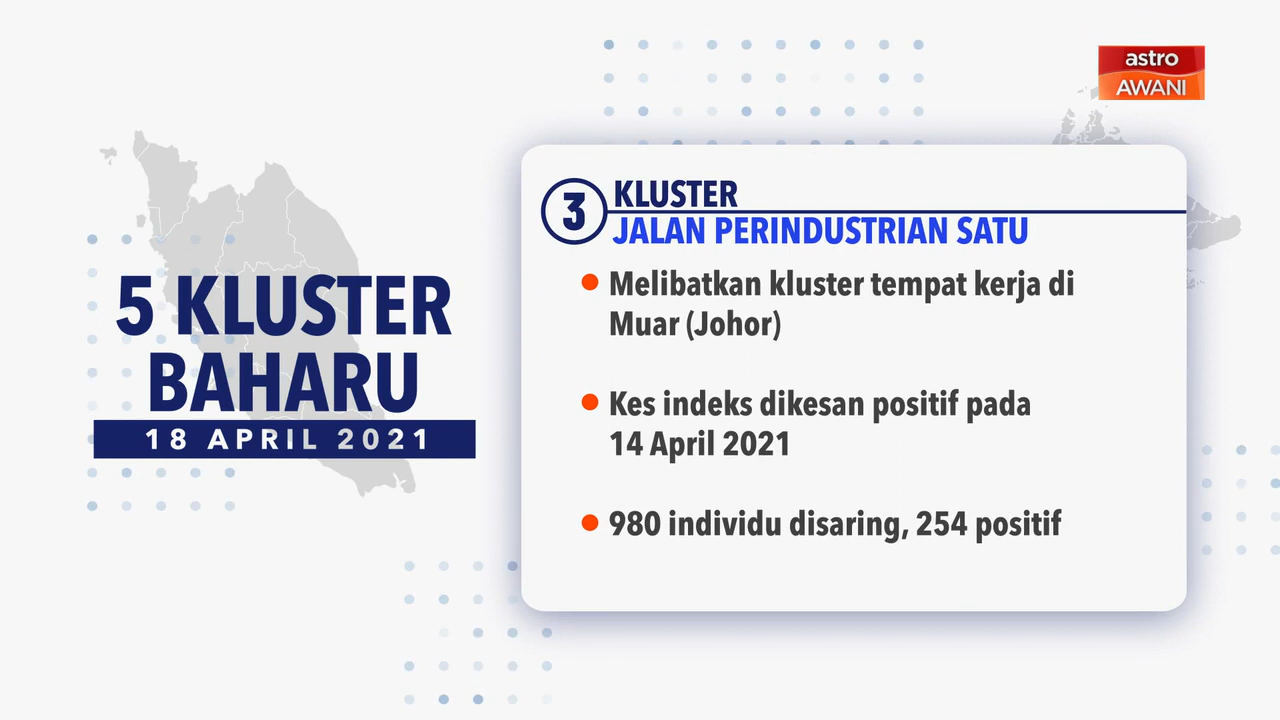 astro
AWANI
5 KLUSTER
BAHARU
18 APRIL 2021
3
KLUSTER
JALAN PERINDUSTRIAN SATU
Melibatkan kluster tempat kerja di
Muar (Johor)
Kes indeks dikesan positif pada
14 April 2021
980 individu disaring, 254 positif